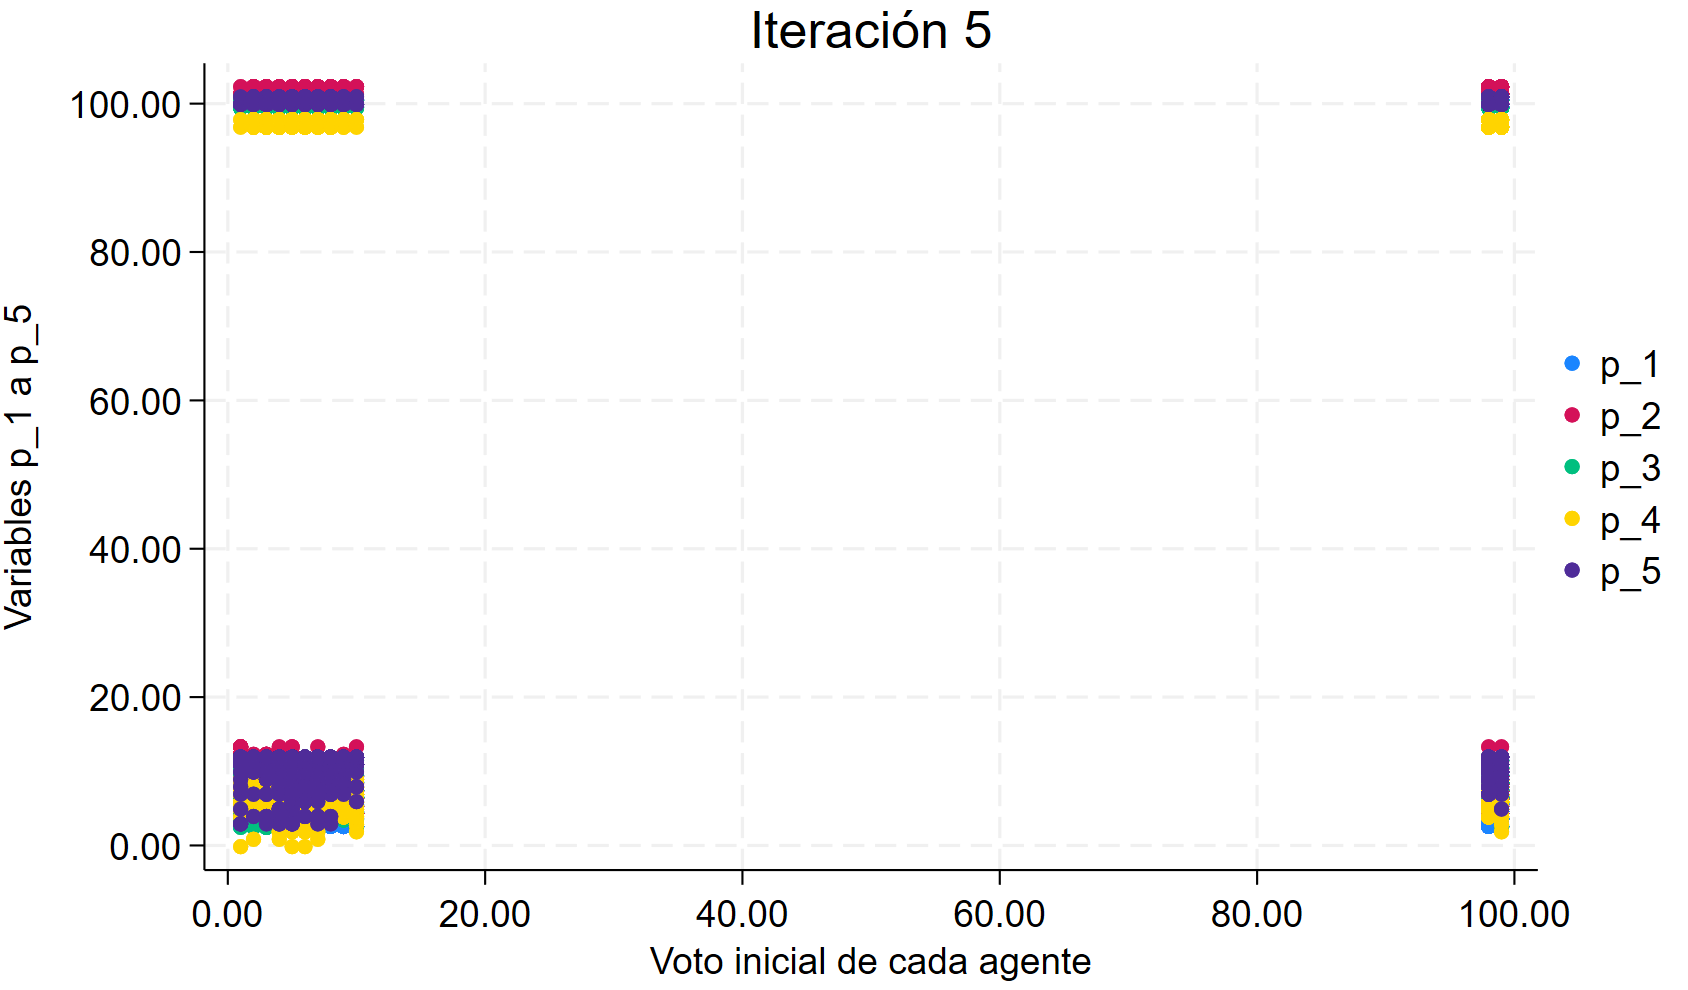 Iteración 5
Variables p_1 a p_5
100.00
80.00
60.00
40.00
20.00
0.00
0.00 20.00 40.00 60.00 80.00 100.00
Voto inicial de cada agente
p_1
p_2
p_3
p_4
p_5